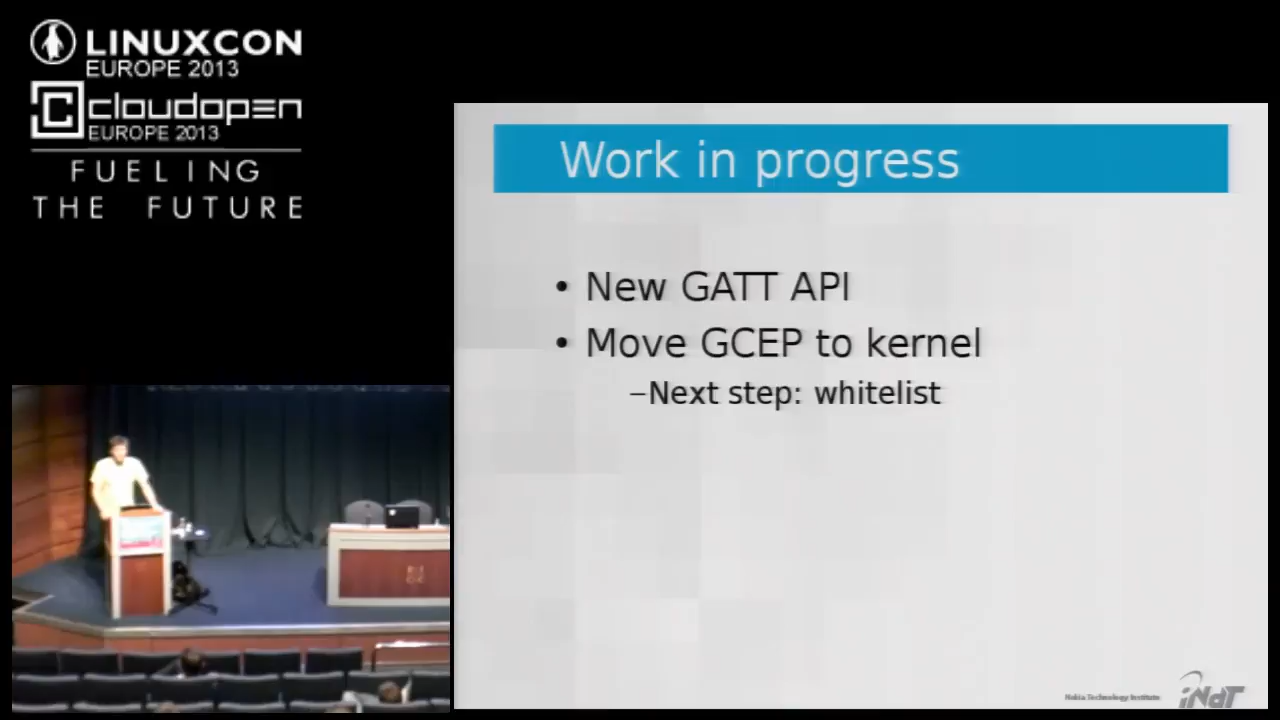 LINUXCON
EUROPE 2013
cloudopen
EUROPE 2013
FUELING
THE FUTURE
Work in progress
• New GATT API
• Move GCEP to kernel
–Next step: whitelist
Nokia Technology Institute
iNdT